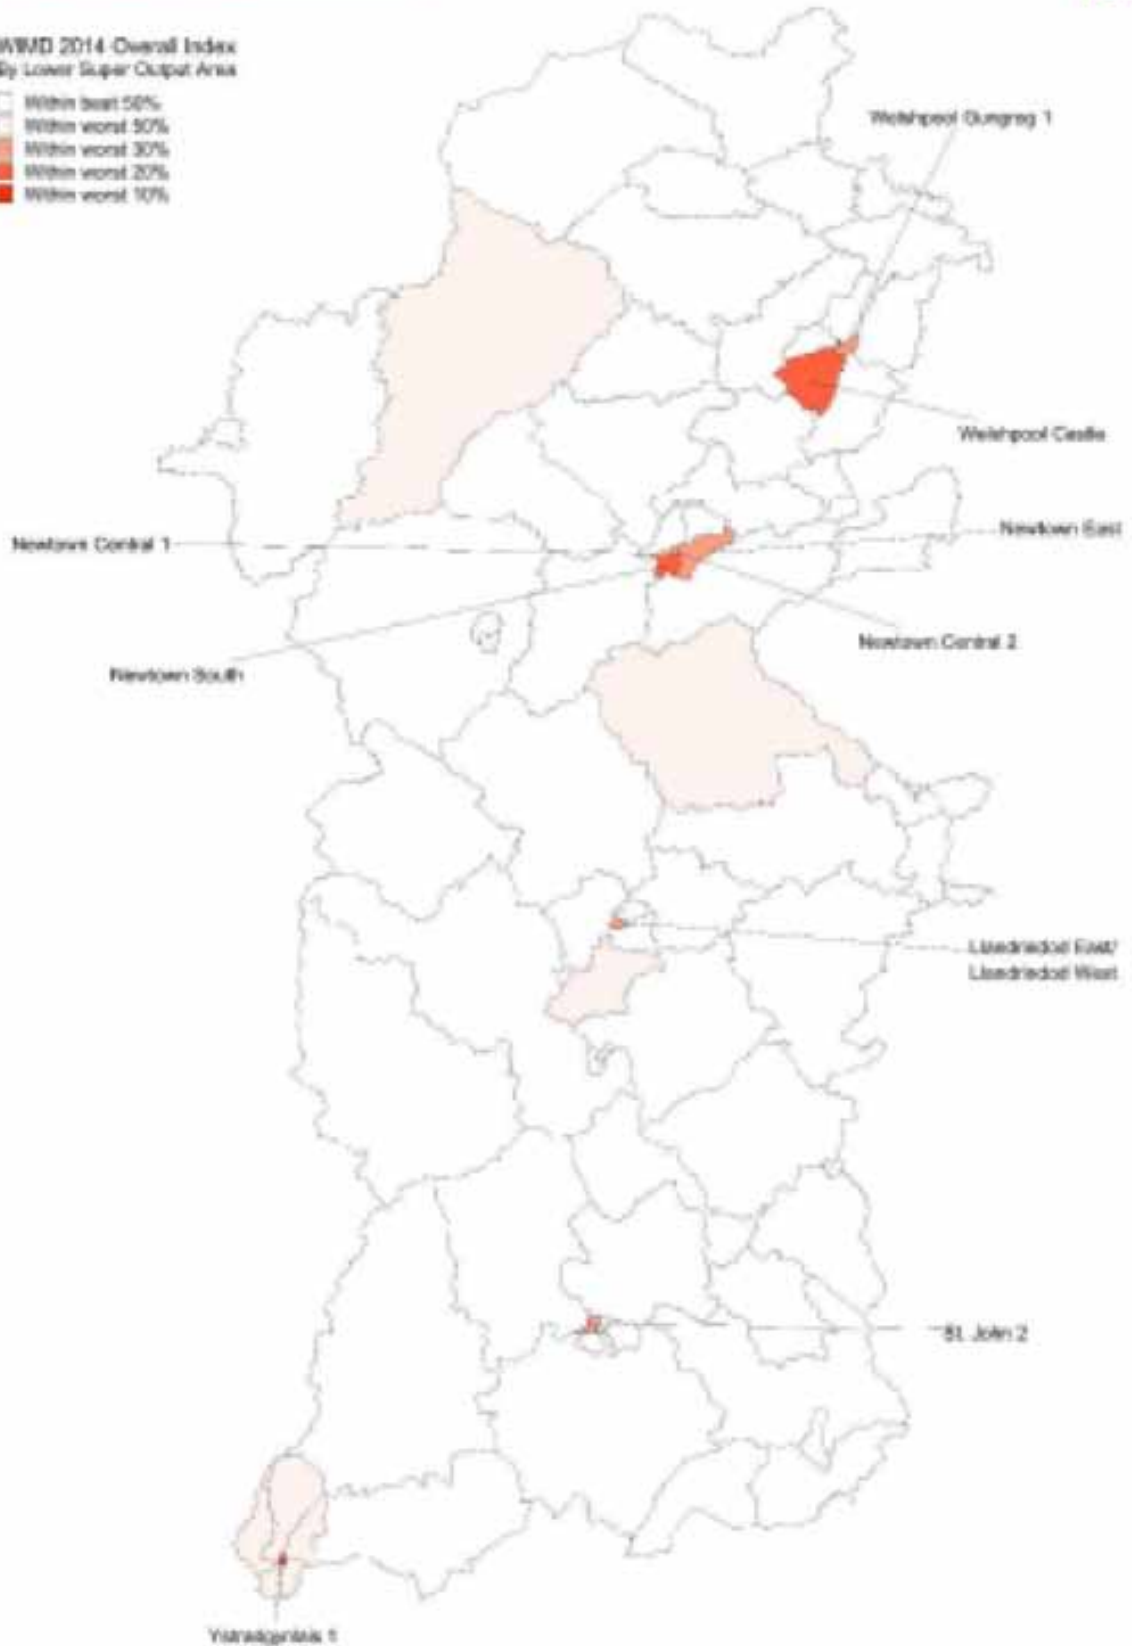 WIMD 2014 Overall Index
By Lower Super Output Area
Within best 50%
Within worst 50%
Within worst 30%
Within worst 20%
Within worst 10%
Welshpool Gungrog 1
Welshpool Castle
Newtown Central 1
Newtown East
Newtown Central 2
Newtown South
Llandrindod East/
Llandrindod West
St. John 2
Ystradgynlais 1